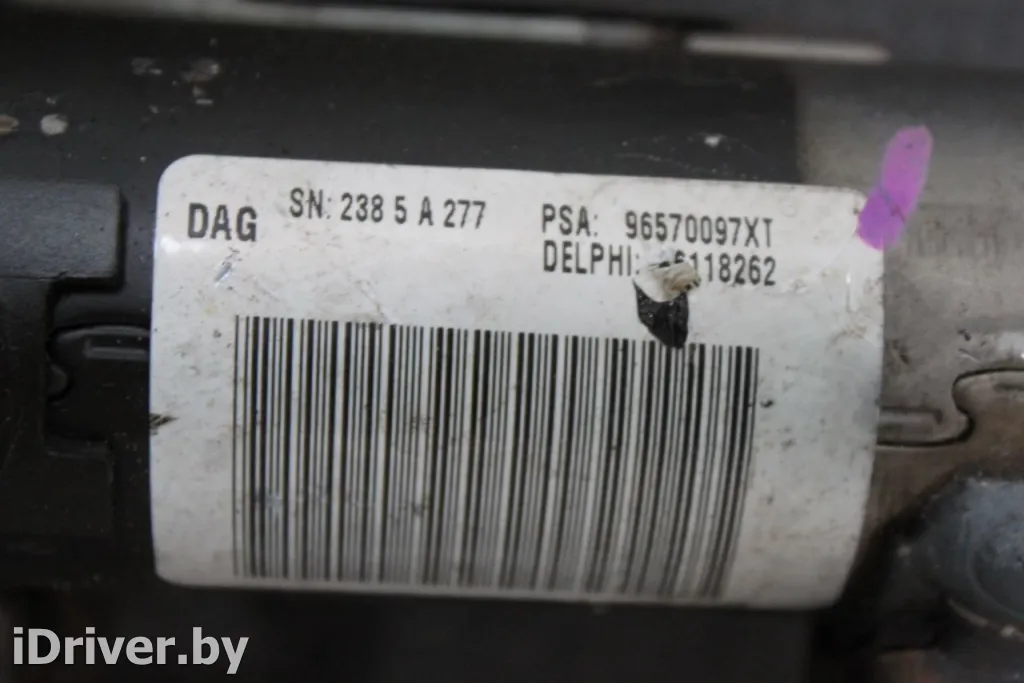 DAG
SN: 238 5 A 277
PSA: 96570097XT
DELPHI:
iDriver.by